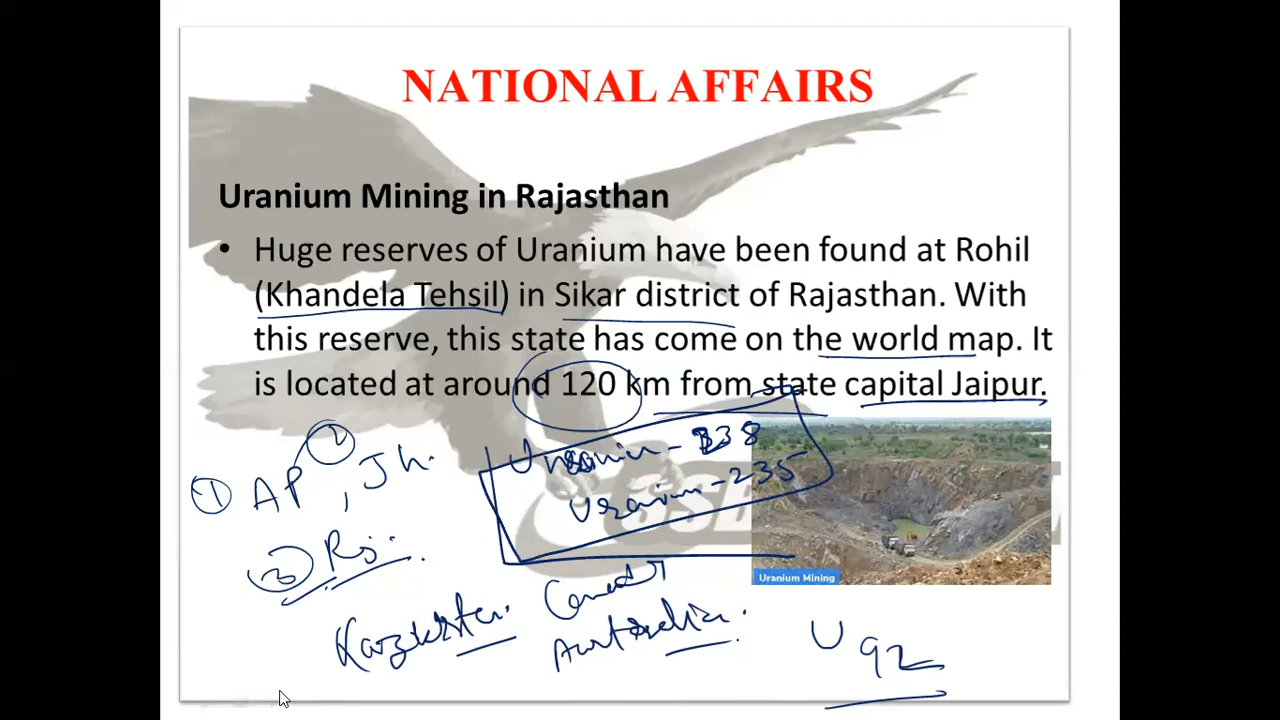 NATIONAL AFFAIRS
Uranium Mining in Rajasthan
• Huge reserves of Uranium have been found at Rohil
(Khandela Tehsil) in Sikar district of Rajasthan. With
this reserve, this state has come on the world map. It
is located at around 120 km from state capital Jaipur.
① AP ②, Jh.
③ Raj.
Uranium - 238
Uranium - 235
Uranium Mining
Kazakstan.
Australia.
U 92